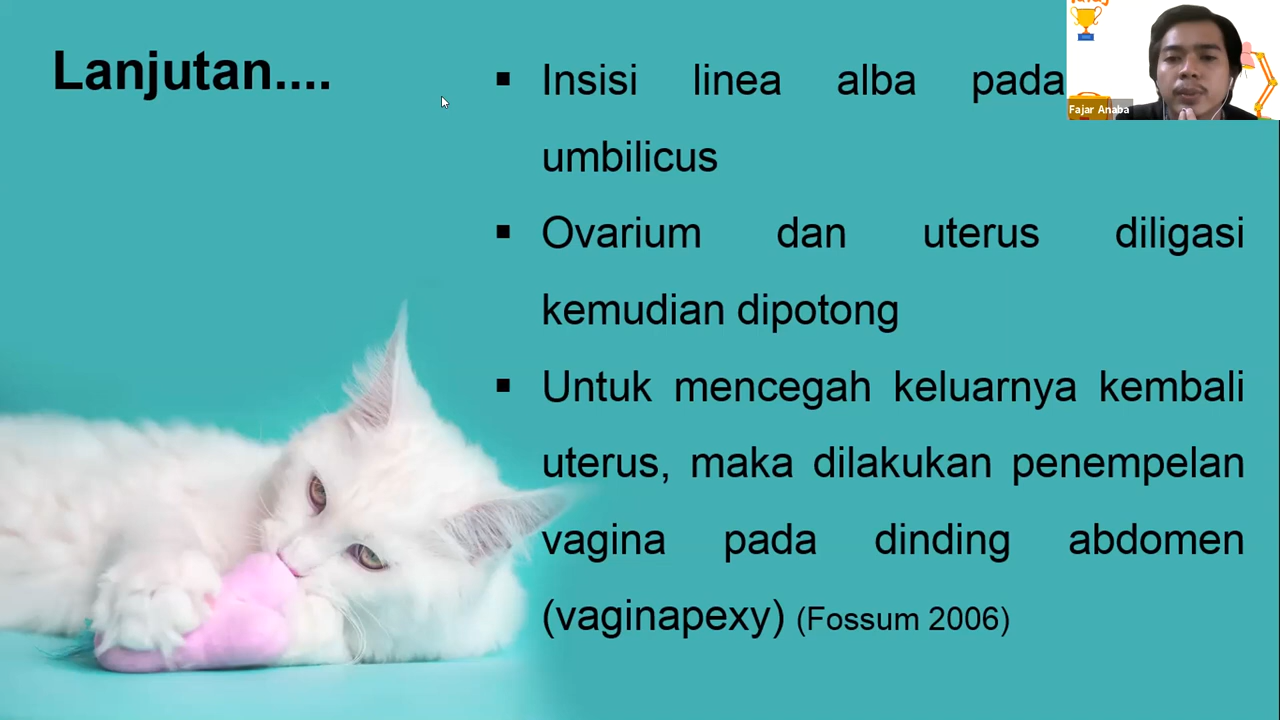 Lanjutan....
▪ Insisi linea alba pada
umbilicus
▪ Ovarium dan uterus diligasi
kemudian dipotong
▪ Untuk mencegah keluarnya kembali
uterus, maka dilakukan penempelan
vagina pada dinding abdomen
(vaginapexy) (Fossum 2006)
Fajar Anaba